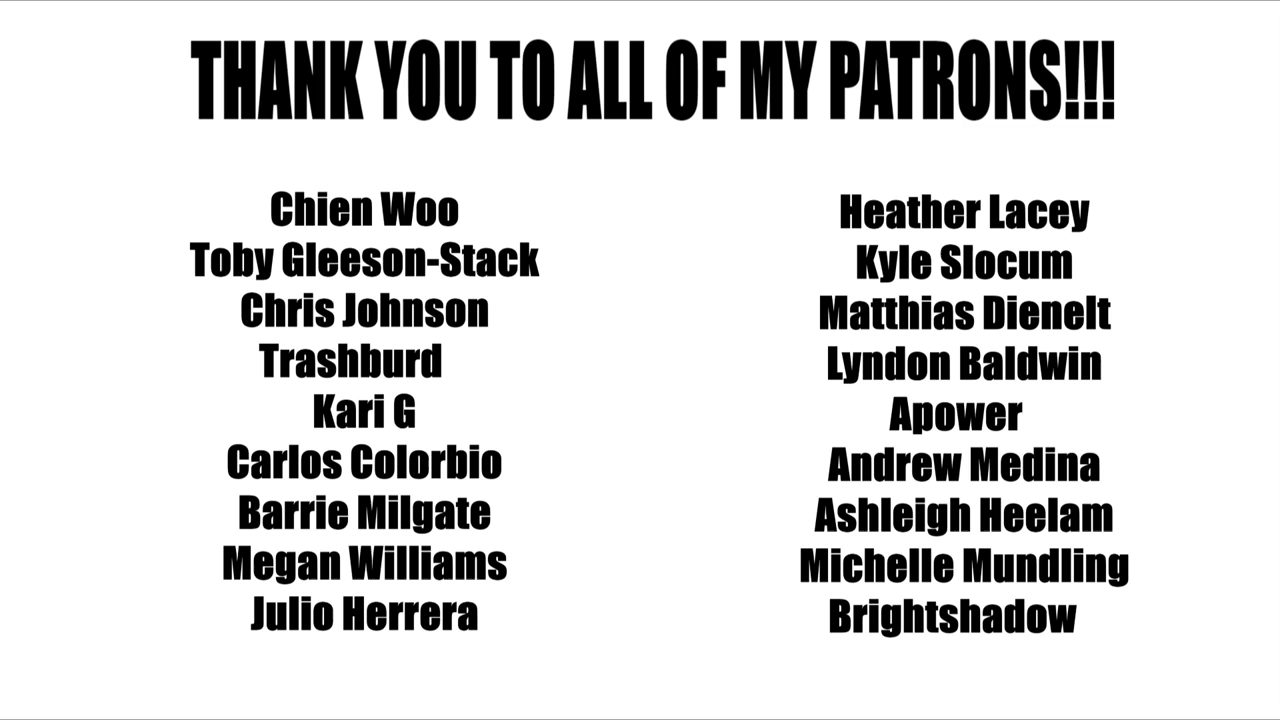 THANK YOU TO ALL OF MY PATRONS!!!
Chien Woo
Toby Gleeson-Stack
Chris Johnson
Trashburd
Kari G
Carlos Colorbio
Barrie Milgate
Megan Williams
Julio Herrera
Heather Lacey
Kyle Slocum
Matthias Dienelt
Lyndon Baldwin
Apower
Andrew Medina
Ashleigh Heelam
Michelle Mundling
Brightshadow